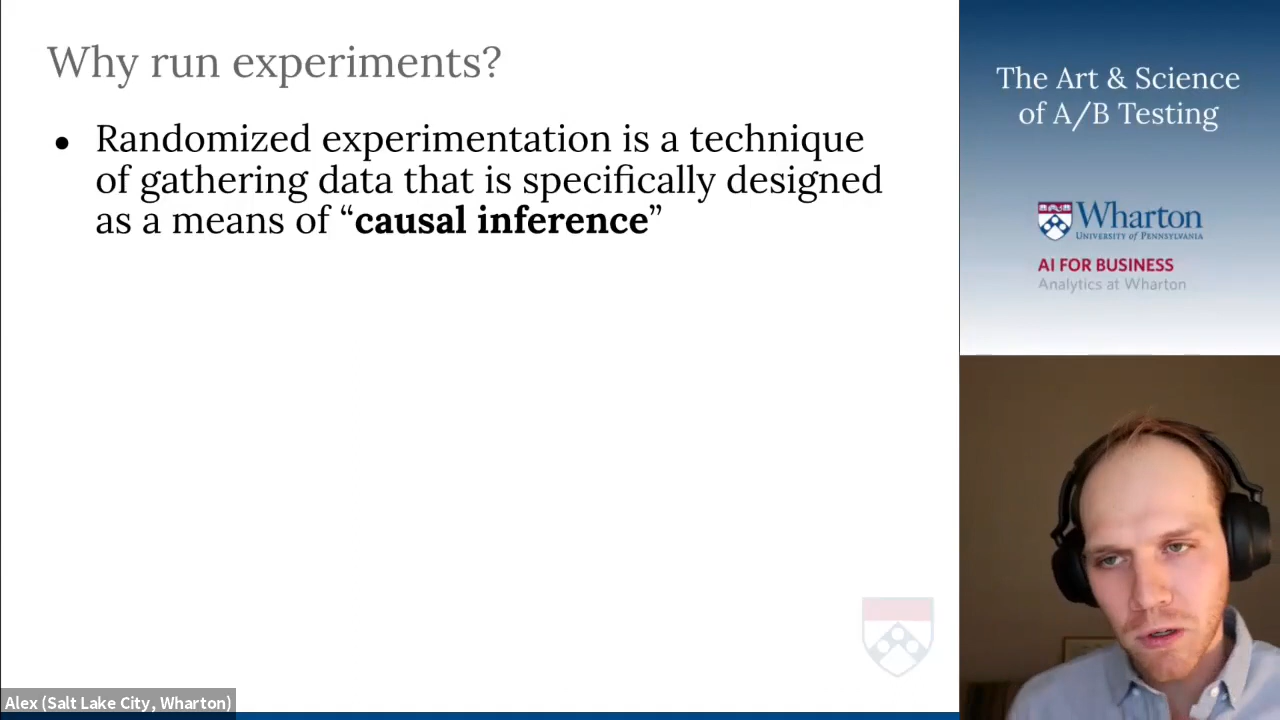 Why run experiments?
● Randomized experimentation is a technique
of gathering data that is specifically designed
as a means of “causal inference”
The Art & Science
of A/B Testing
Wharton
UNIVERSITY of PENNSYLVANIA
AI FOR BUSINESS
Analytics at Wharton
Alex (Salt Lake City, Wharton)